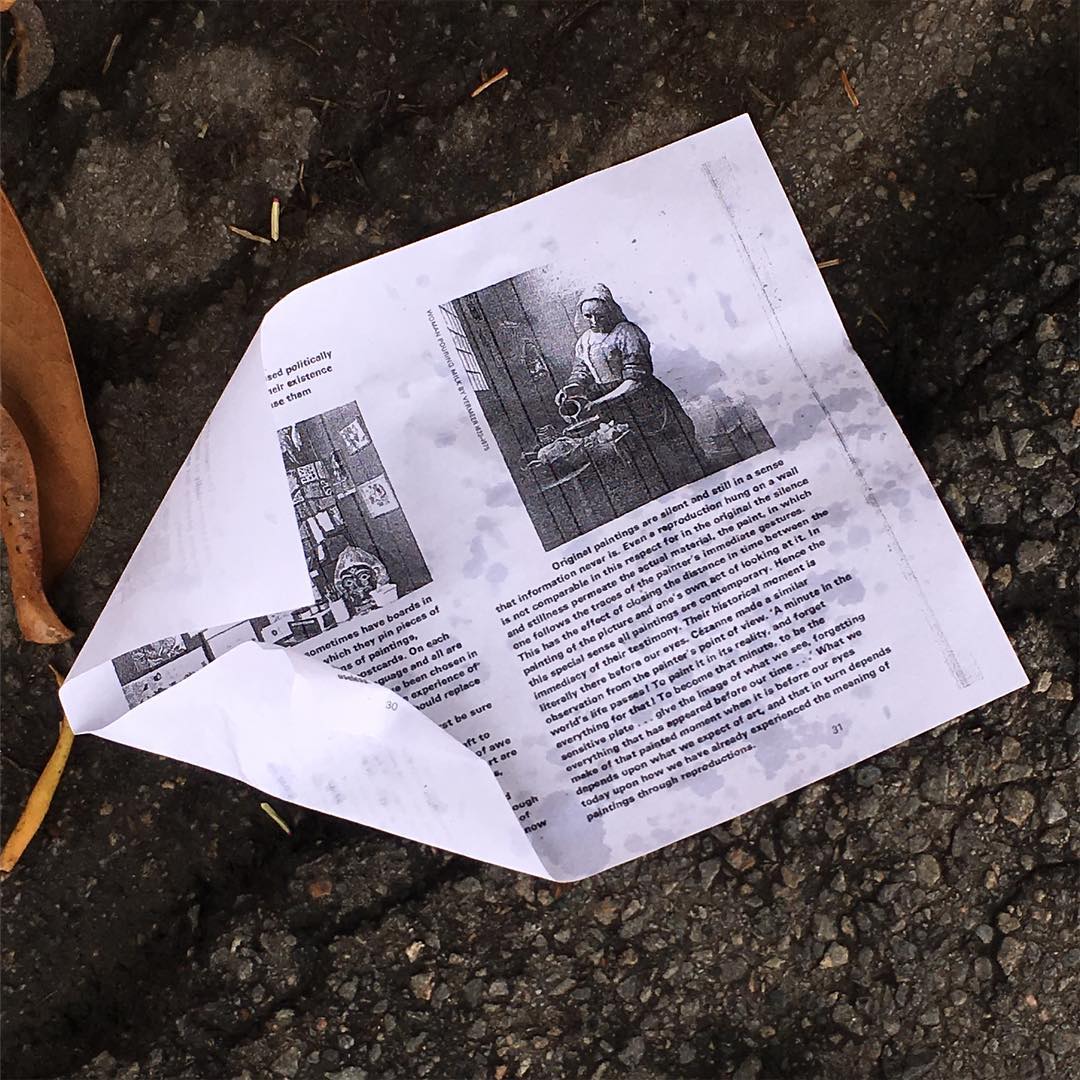 sed politically
heir existence
use them
sometimes have boards in
which they pin pieces of
of paintings,
postcards. On each
guage and all are
been chosen in
experience of
ould replace
st be sure
ft to
of awe
rt are
ough
of
now
30
WOMAN POURING MILK BY VERMEER
Original paintings are silent and still in a sense
that information never is. Even a reproduction hung on a wall
is not comparable in this respect for in the original the silence
and stillness permeate the actual material, the paint, in which
one follows the traces of the painter's immediate gestures.
This has the effect of closing the distance in time between the
painting of the picture and one's own act of looking at it. In
this special sense all paintings are contemporary. Hence the
immediacy of their testimony. Their historical moment is
literally there before our eyes. Cézanne made a similar
observation from the painter's point of view. 'A minute in the
world's life passes! To paint it in its reality, and forget
everything for that! To become that minute, to be the
sensitive plate . . . give the image of what we see, forgetting
everything that has appeared before our time . . .' What we
make of that painted moment when it is before our eyes
depends upon what we expect of art, and that in turn depends
today upon how we have already experienced the meaning of
paintings through reproductions.
31